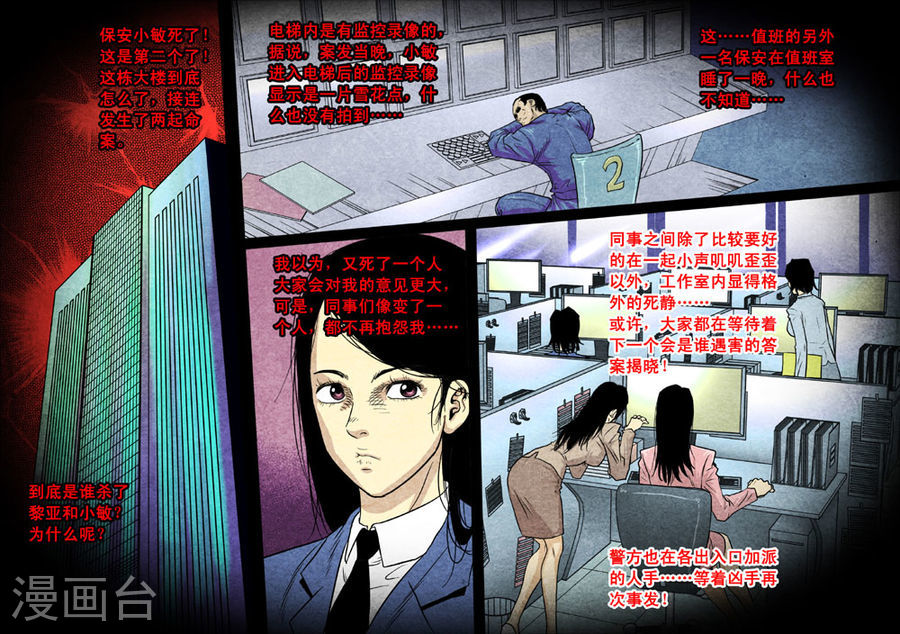 保安小敏死了！
这是第二个了！
这栋大楼到底
怎么了，接连
发生了两起命
案。
电梯内是有监控录像的，
据说，案发当晚，小敏
进入电梯后的监控录像
显示是一片雪花点，什
么也没有拍到……
这……值班的另外
一名保安在值班室
睡了一晚，什么也
不知道……
2
我以为，又死了一个人
大家会对我的意见更大，
可是，同事们像变了一
个人，都不再抱怨我……
同事之间除了比较要好
的在一起小声叽叽歪歪
以外，工作室内显得格
外的死静……
或许，大家都在等待着
下一个会是谁遇害的答
案揭晓！
到底是谁杀了
黎亚和小敏？
为什么呢？
警方也在各出入口加派
的人手……等着凶手再
次事发！
漫画台